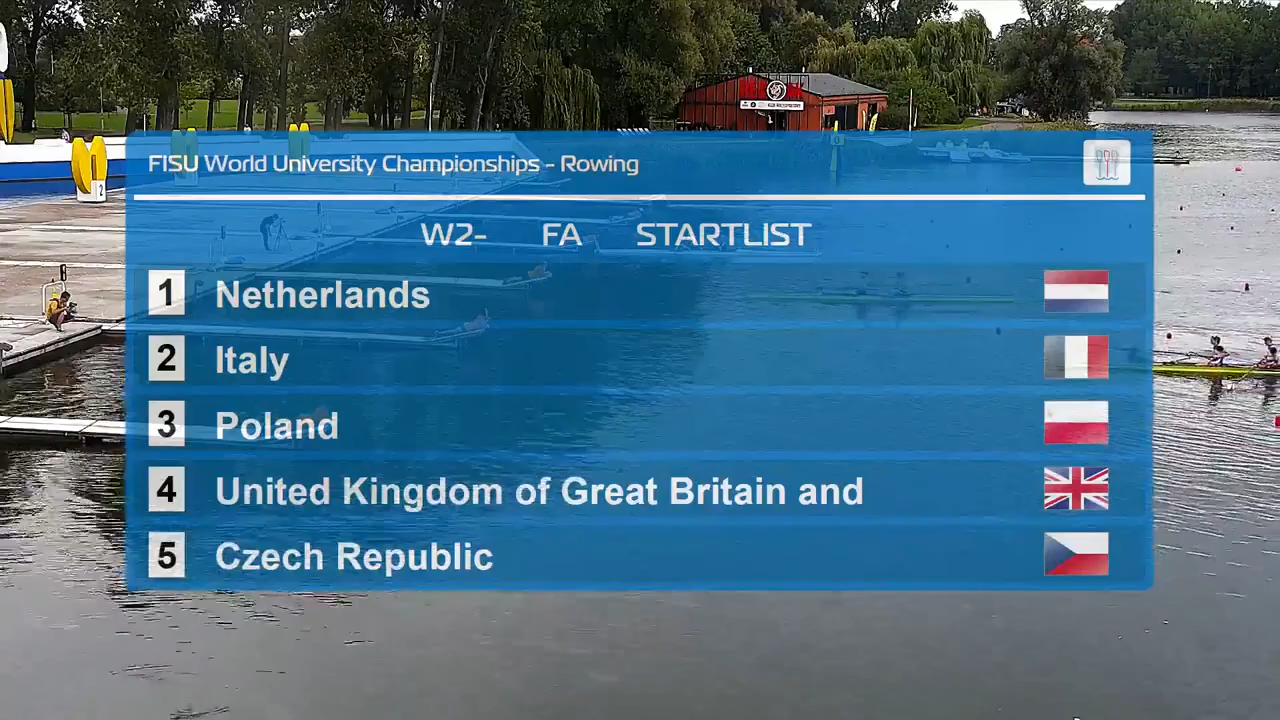 FISU World University Championships - Rowing
W2- FA STARTLIST
1 Netherlands
2 Italy
3 Poland
4 United Kingdom of Great Britain and
5 Czech Republic
2